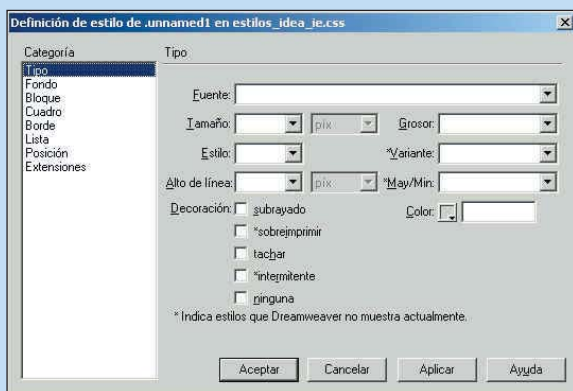 Definición de estilo de .unnamed1 en estilos_idea_ie.css
Categoría
Tipo
Fondo
Bloque
Cuadro
Borde
Lista
Posición
Extensiones
Tipo
Fuente:
Tamaño: pix Grosor:
Estilo: *Variante:
Alto de línea: pix *May/Min:
Decoración: subrayado Color:
*sobreimprimir
tachar
*intermitente
ninguna
* Indica estilos que Dreamweaver no muestra actualmente.
Aceptar Cancelar Aplicar Ayuda